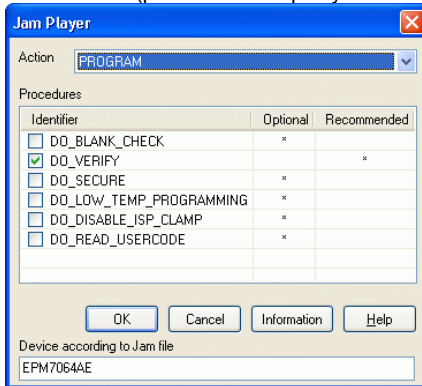 Jam Player
Action PROGRAM
Procedures
Identifier Optional Recommended
DO_BLANK_CHECK *
DO_VERIFY *
DO_SECURE *
DO_LOW_TEMP_PROGRAMMING *
DO_DISABLE_ISP_CLAMP *
DO_READ_USERCODE *
OK Cancel Information Help
Device according to Jam file
EPM7064AE